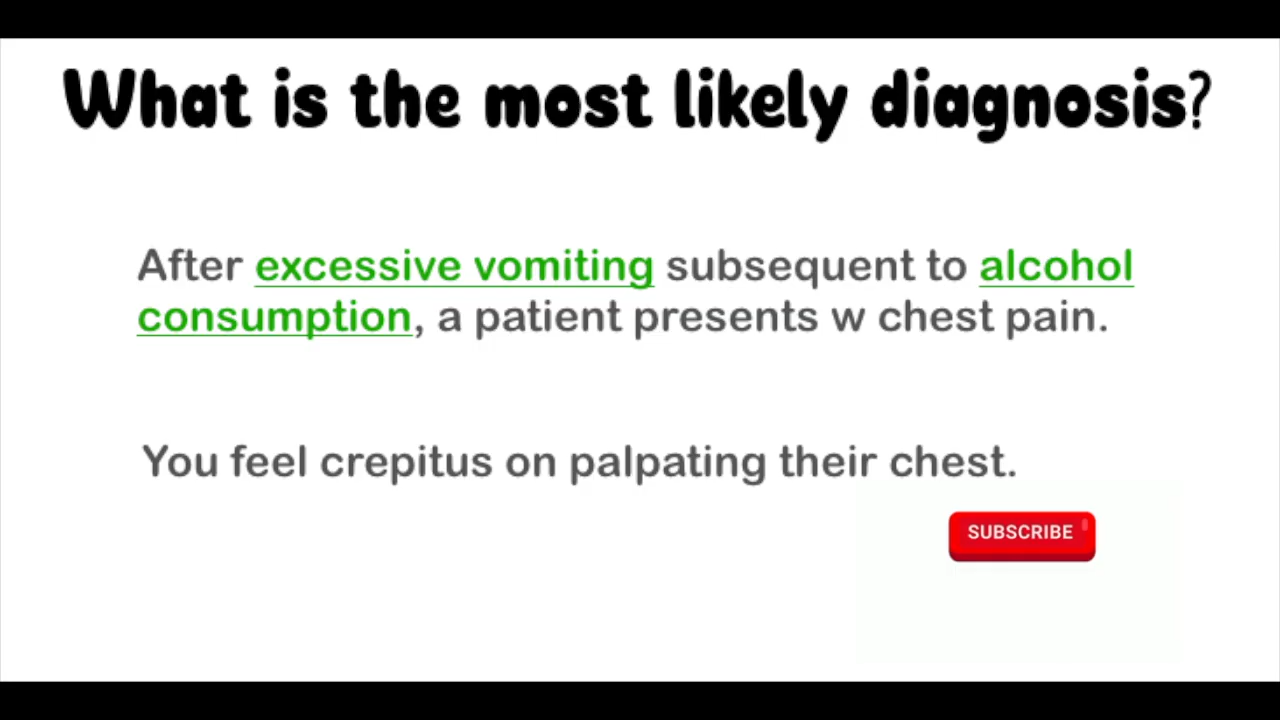 What is the most likely diagnosis?
After excessive vomiting subsequent to alcohol
consumption, a patient presents w chest pain.
You feel crepitus on palpating their chest.
SUBSCRIBE